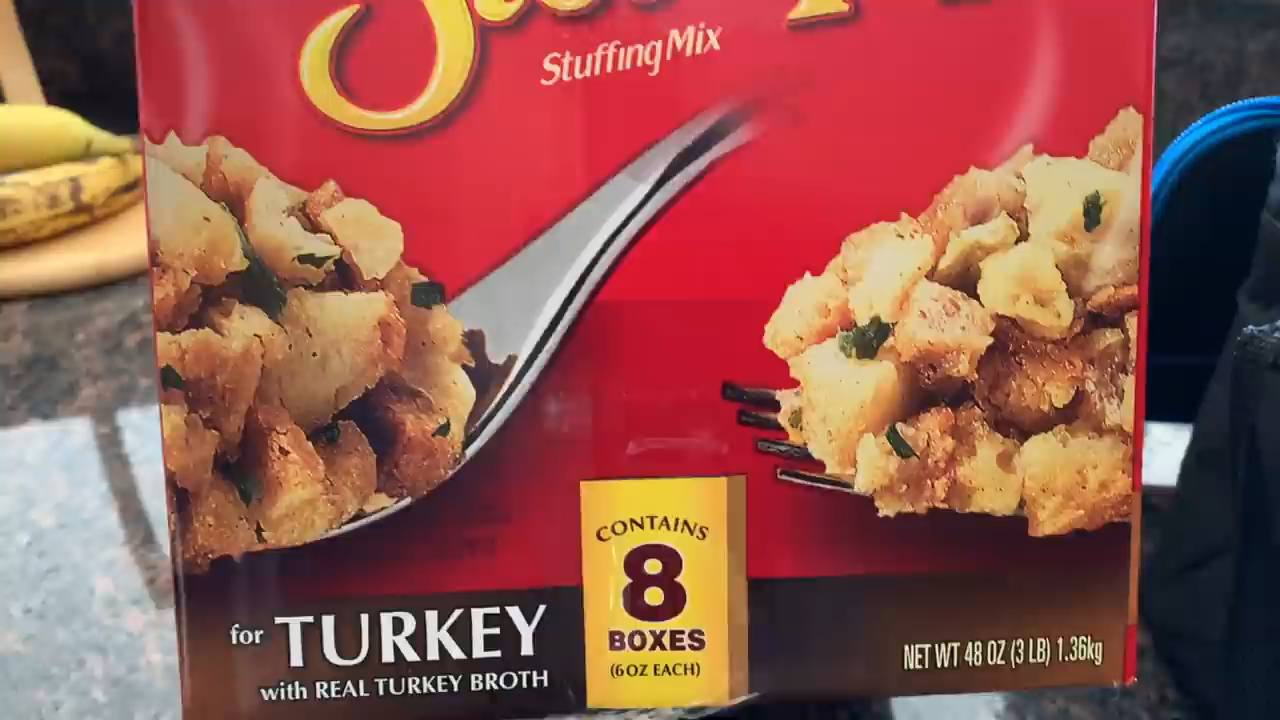 Stuffing Mix
CONTAINS
8
BOXES
(6 OZ EACH)
for TURKEY
with REAL TURKEY BROTH
NET WT 48 OZ (3 LB) 1.36kg